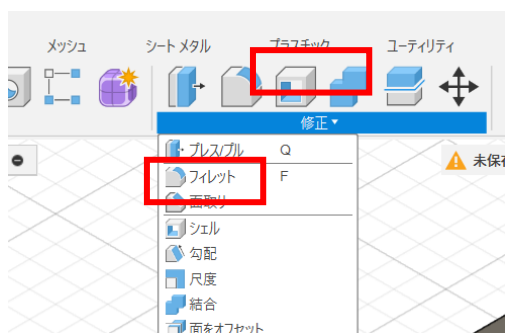 メッシュ シートメタル プラスチック ユーティリティ
修正▼
プレス/プル Q
フィレット F
面取り
シェル
勾配
尺度
結合
面をオフセット
未保存